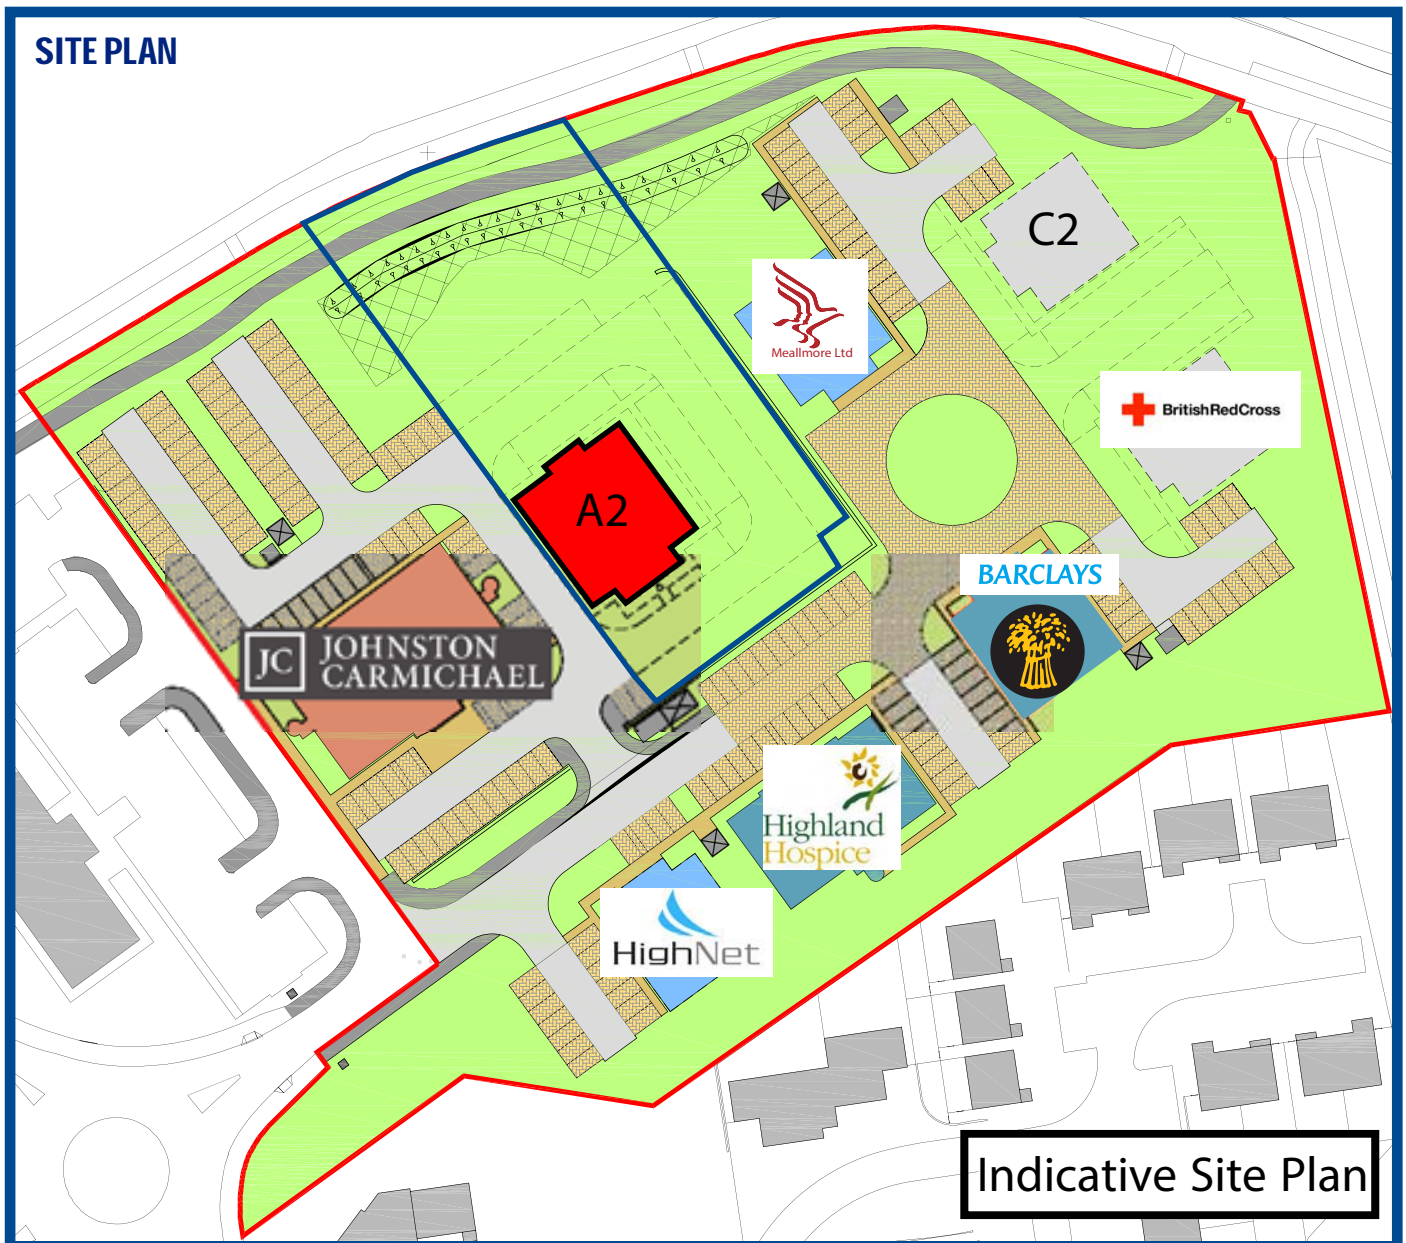 SITE PLAN
C2
Meallmore Ltd
BritishRedCross
A2
BARCLAYS
JC JOHNSTON
CARMICHAEL
Highland
Hospice
HighNet
Indicative Site Plan